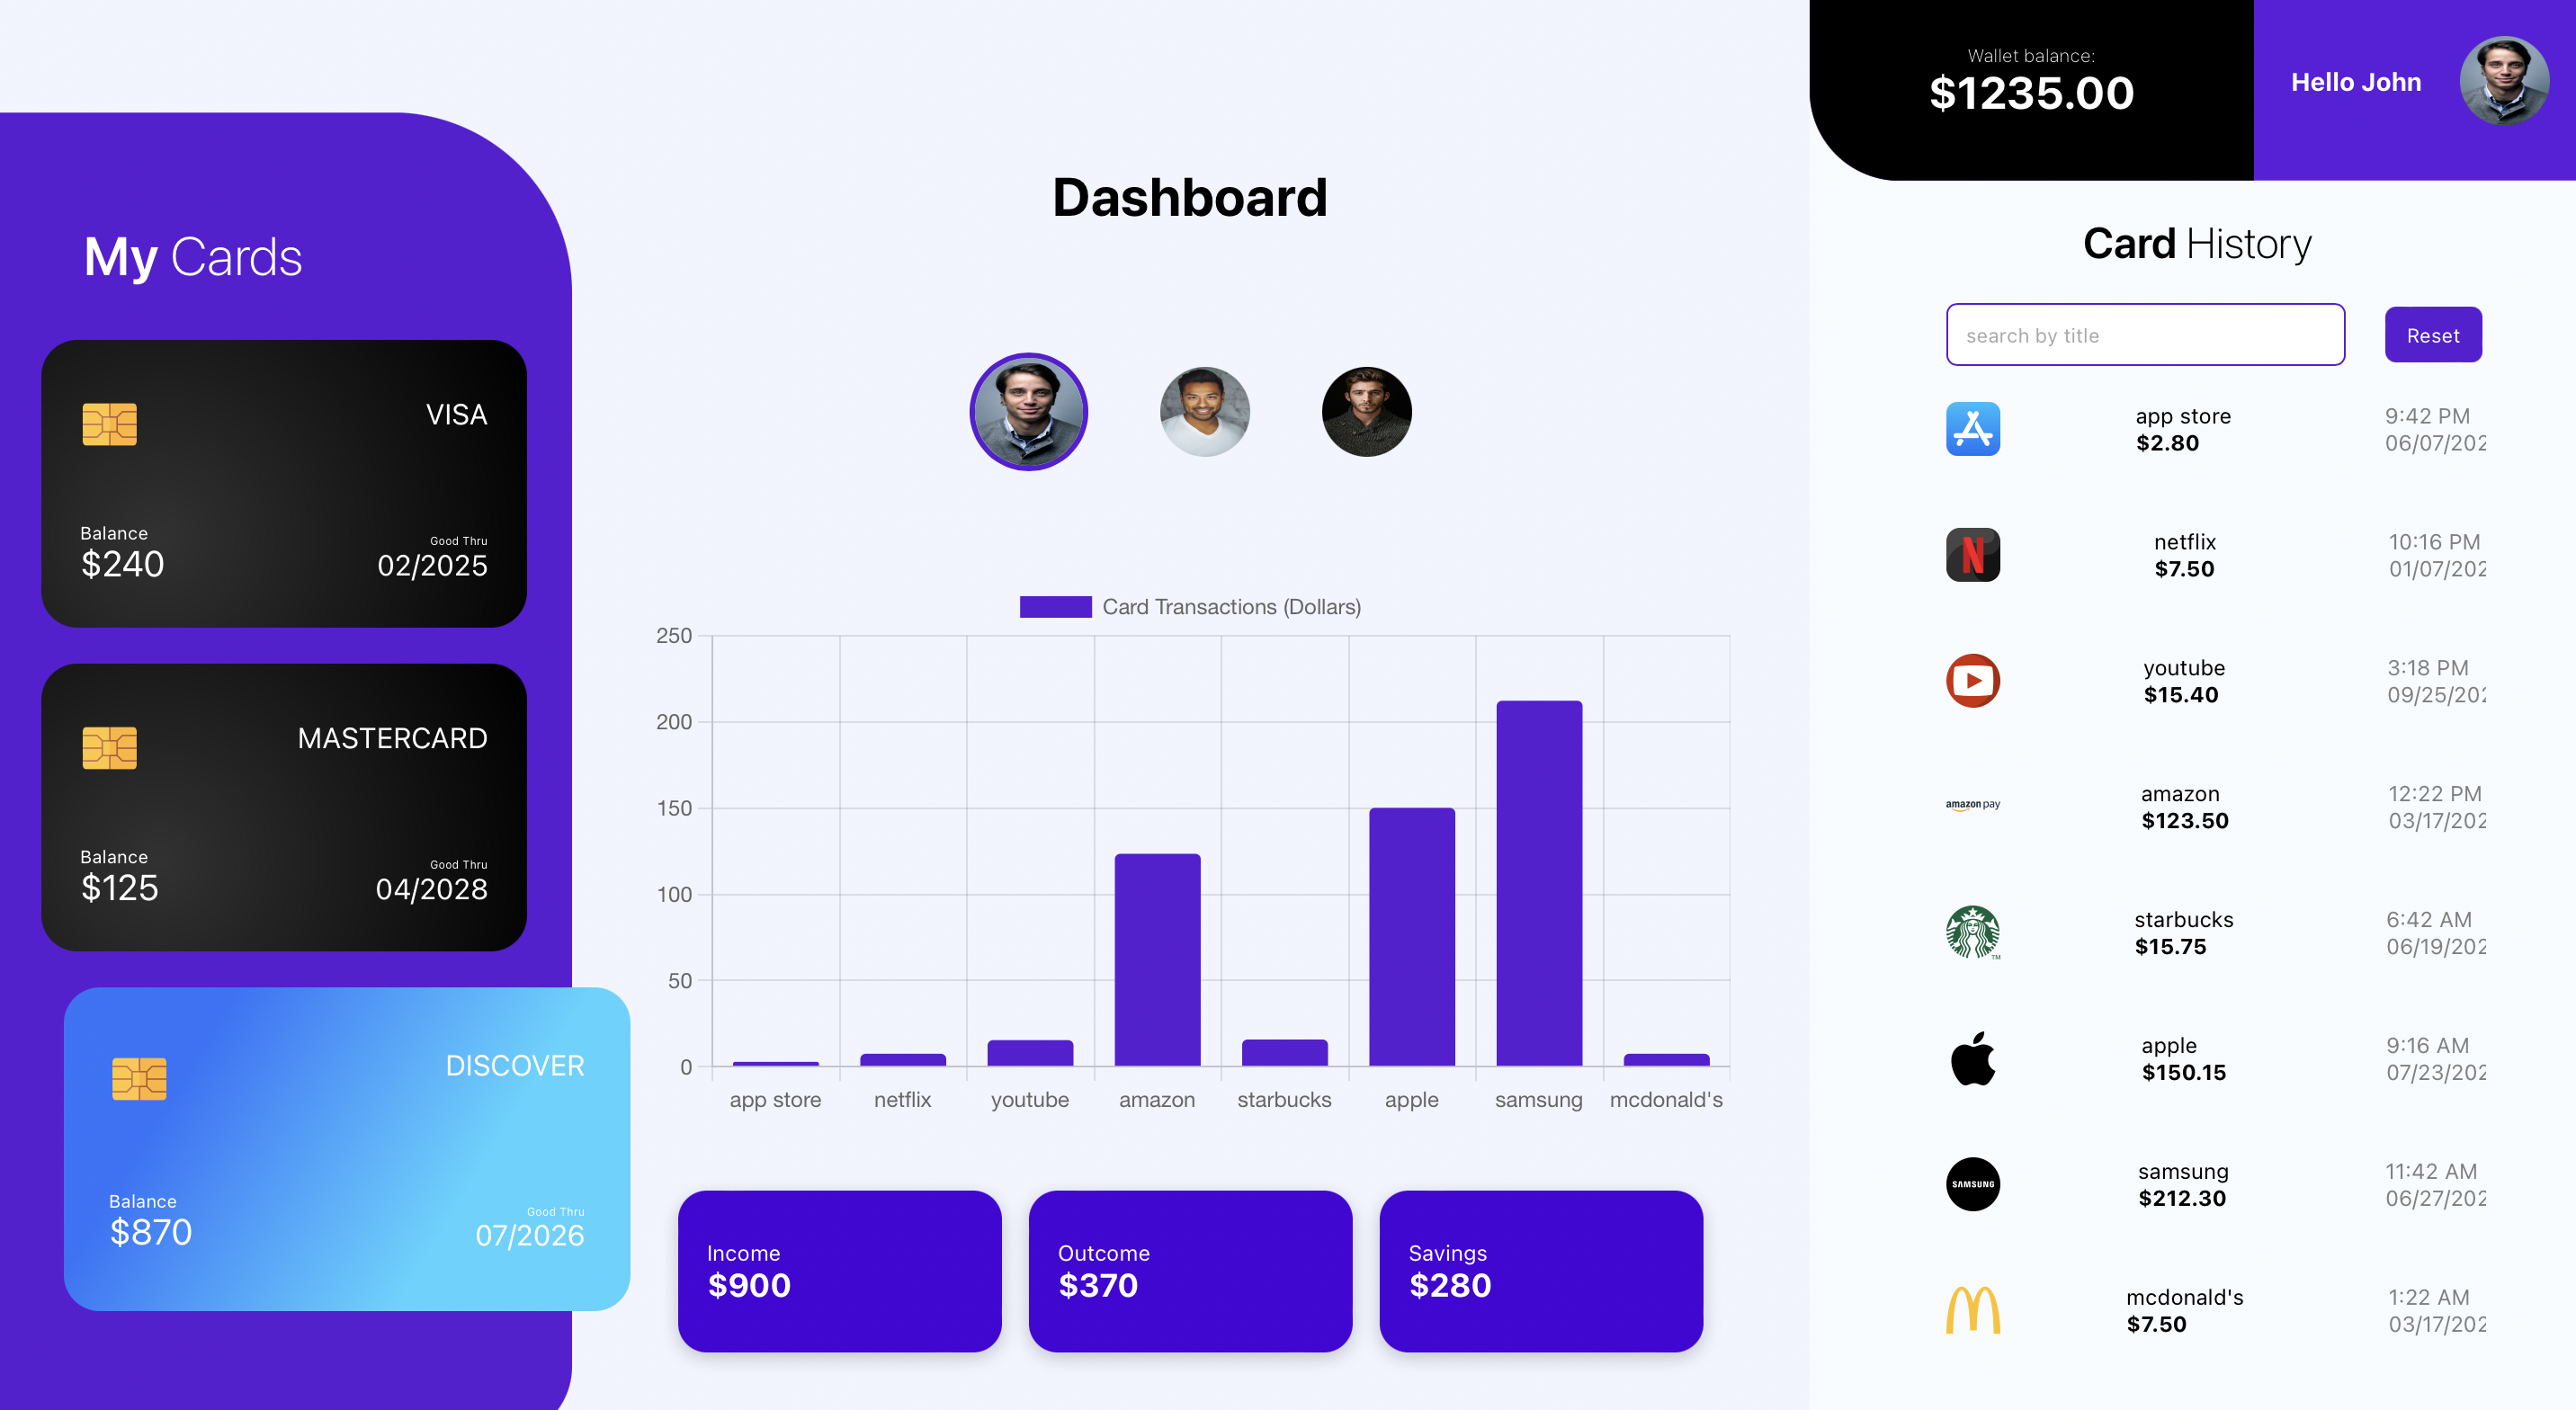 Wallet balance:
$1235.00
Hello John
My Cards
VISA
Balance
$240
Good Thru
02/2025
MASTERCARD
Balance
$125
Good Thru
04/2028
DISCOVER
Balance
$870
Good Thru
07/2026
Dashboard
Card Transactions (Dollars)
250
200
150
100
50
0
app store netflix youtube amazon starbucks apple samsung mcdonald's
Income
$900
Outcome
$370
Savings
$280
Card History
search by title
Reset
app store 9:42 PM
$2.80 06/07/202
netflix 10:16 PM
$7.50 01/07/202
youtube 3:18 PM
$15.40 09/25/202
amazon pay
amazon 12:22 PM
$123.50 03/17/202
starbucks 6:42 AM
$15.75 06/19/202
TM
apple 9:16 AM
$150.15 07/23/202
SAMSUNG
samsung 11:42 AM
$212.30 06/27/202
mcdonald's 1:22 AM
$7.50 03/17/202